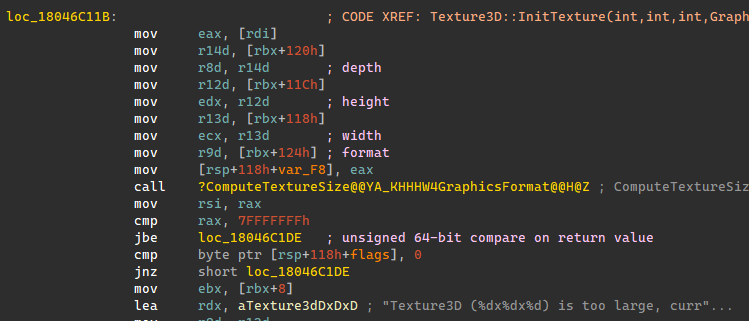 loc_18046C11B: ; CODE XREF: Texture3D::InitTexture(int,int,int,Graph
mov eax, [rdi]
mov r14d, [rbx+120h]
mov r8d, r14d ; depth
mov r12d, [rbx+11Ch]
mov edx, r12d ; height
mov r13d, [rbx+118h]
mov ecx, r13d ; width
mov r9d, [rbx+124h] ; format
mov [rsp+118h+var_F8], eax
call ?ComputeTextureSize@@YA_KHHHW4GraphicsFormat@@H@Z ; ComputeTextureSiz
mov rsi, rax
cmp rax, 7FFFFFFFh
jbe loc_18046C1DE ; unsigned 64-bit compare on return value
cmp byte ptr [rsp+118h+flags], 0
jnz short loc_18046C1DE
mov ebx, [rbx+8]
lea rdx, aTexture3dDxDxD ; "Texture3D (%dx%dx%d) is too large, curr"...
mov r9d, r12d